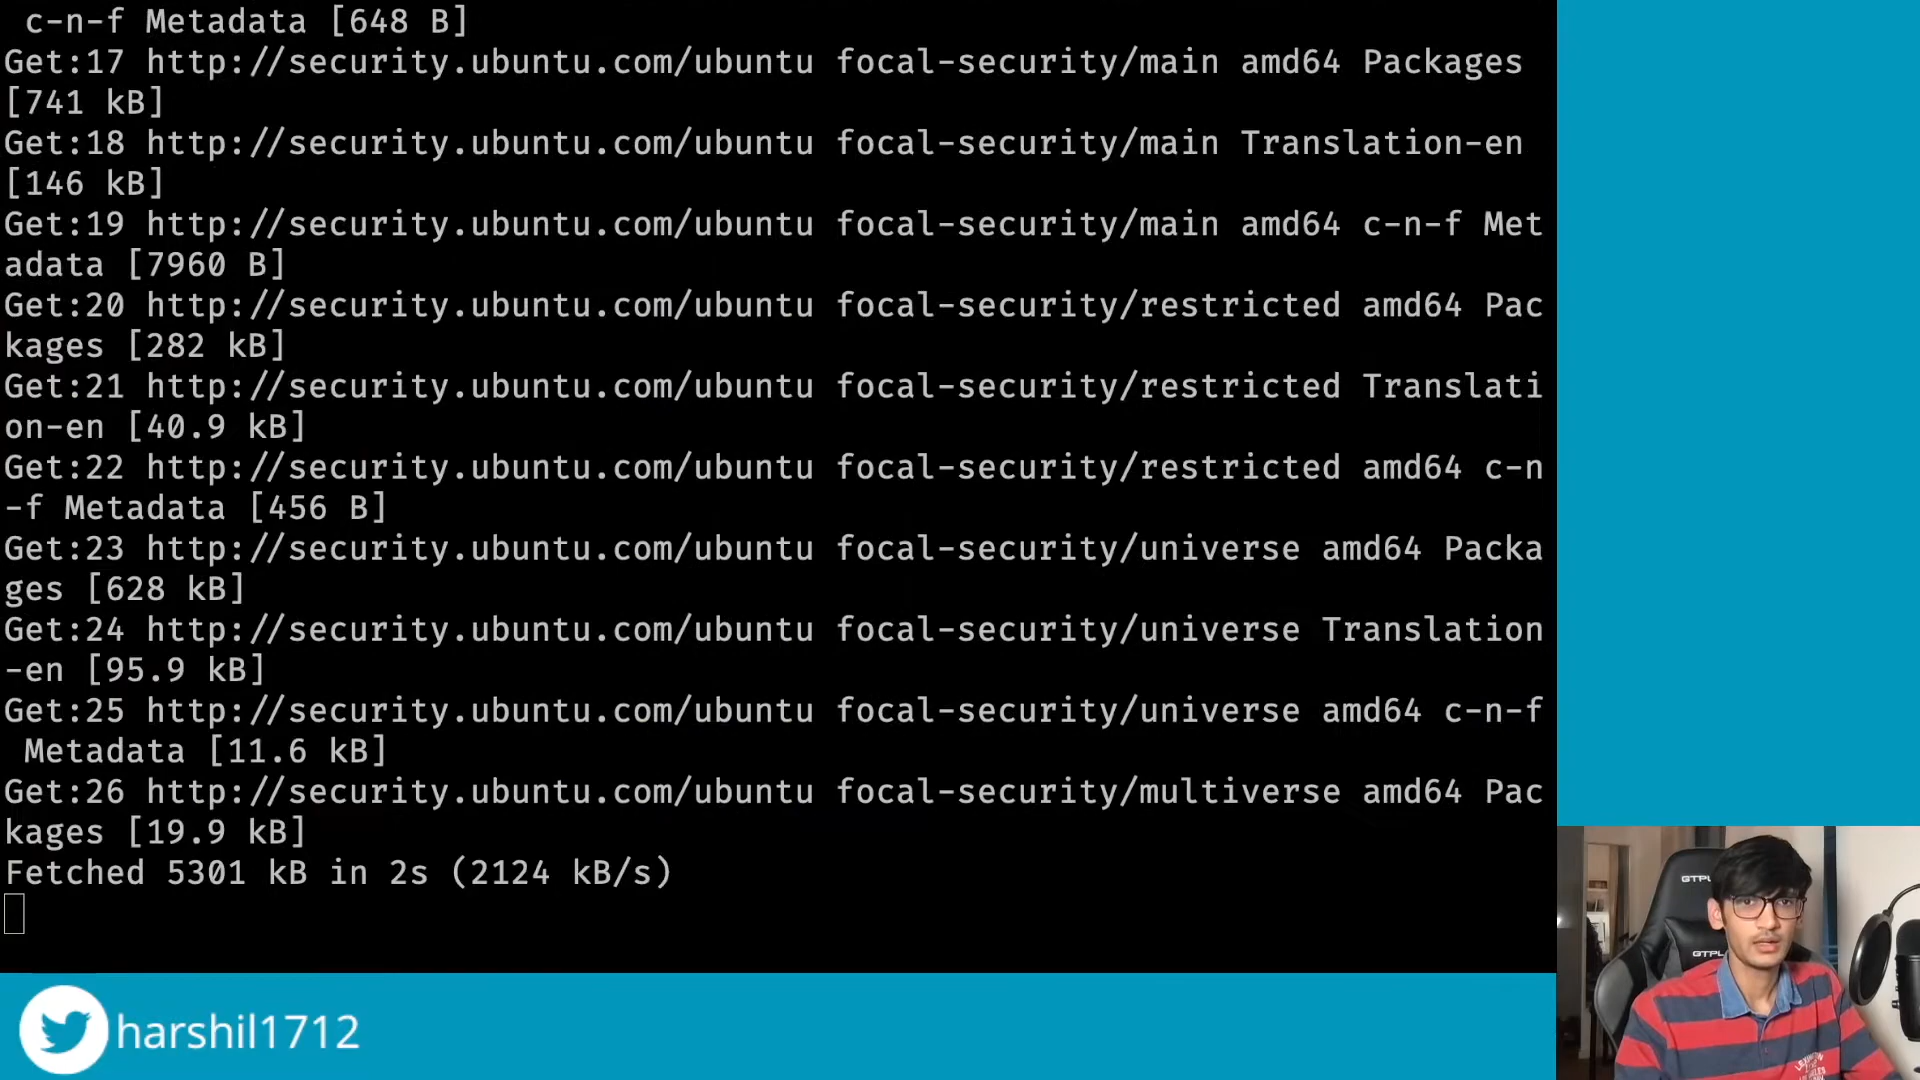 c-n-f Metadata [648 B]
Get:17 http://security.ubuntu.com/ubuntu focal-security/main amd64 Packages
[741 kB]
Get:18 http://security.ubuntu.com/ubuntu focal-security/main Translation-en
[146 kB]
Get:19 http://security.ubuntu.com/ubuntu focal-security/main amd64 c-n-f Met
adata [7960 B]
Get:20 http://security.ubuntu.com/ubuntu focal-security/restricted amd64 Pac
kages [282 kB]
Get:21 http://security.ubuntu.com/ubuntu focal-security/restricted Translati
on-en [40.9 kB]
Get:22 http://security.ubuntu.com/ubuntu focal-security/restricted amd64 c-n
-f Metadata [456 B]
Get:23 http://security.ubuntu.com/ubuntu focal-security/universe amd64 Packa
ges [628 kB]
Get:24 http://security.ubuntu.com/ubuntu focal-security/universe Translation
-en [95.9 kB]
Get:25 http://security.ubuntu.com/ubuntu focal-security/universe amd64 c-n-f
Metadata [11.6 kB]
Get:26 http://security.ubuntu.com/ubuntu focal-security/multiverse amd64 Pac
kages [19.9 kB]
Fetched 5301 kB in 2s (2124 kB/s)
harshil1712